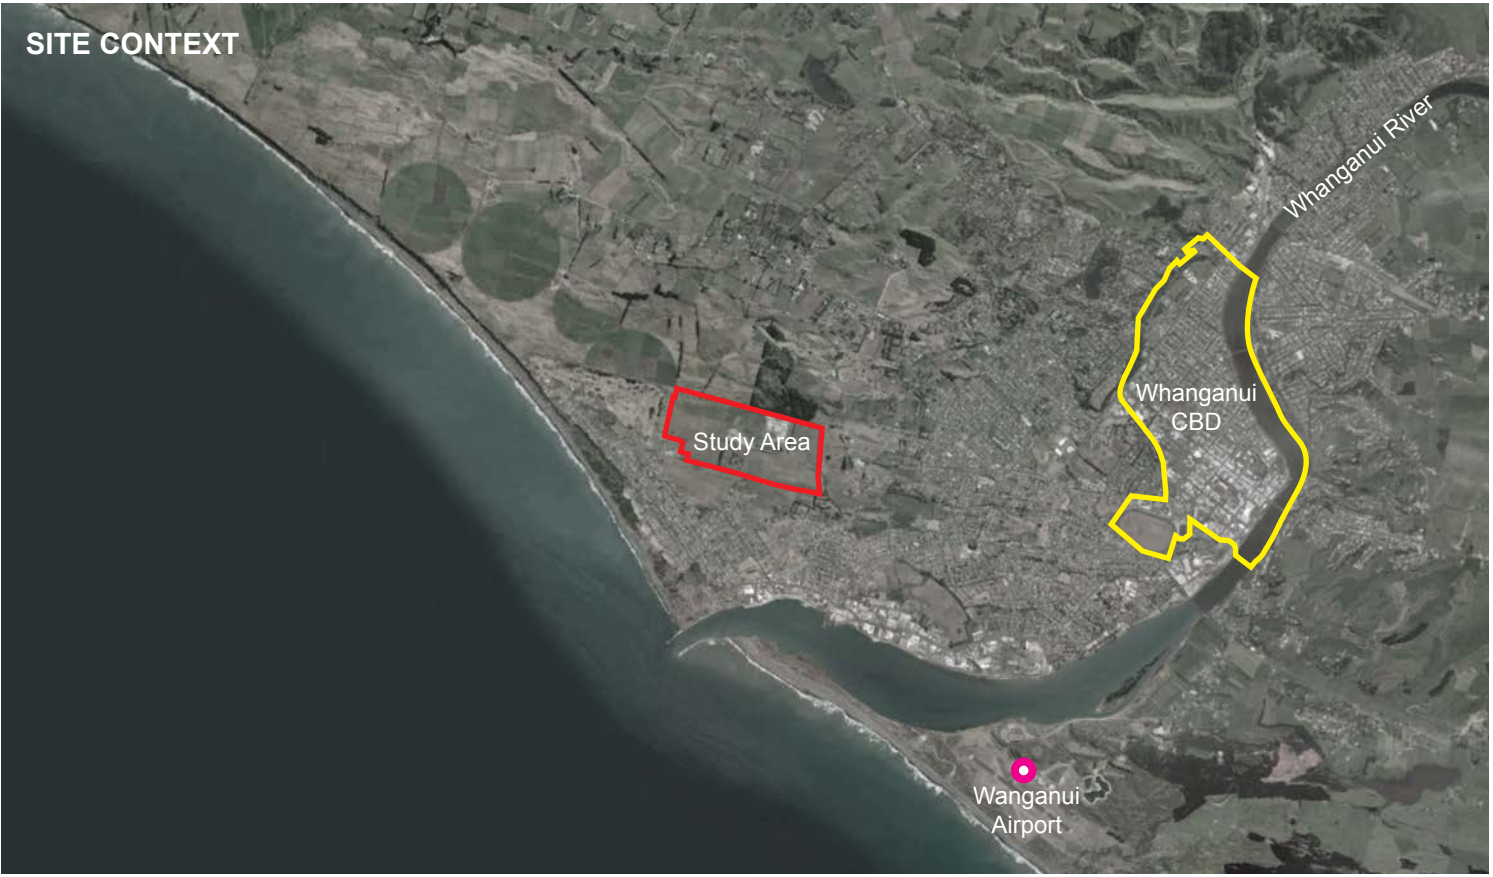 SITE CONTEXT
Whanganui River
Whanganui
CBD
Study Area
Wanganui
Airport